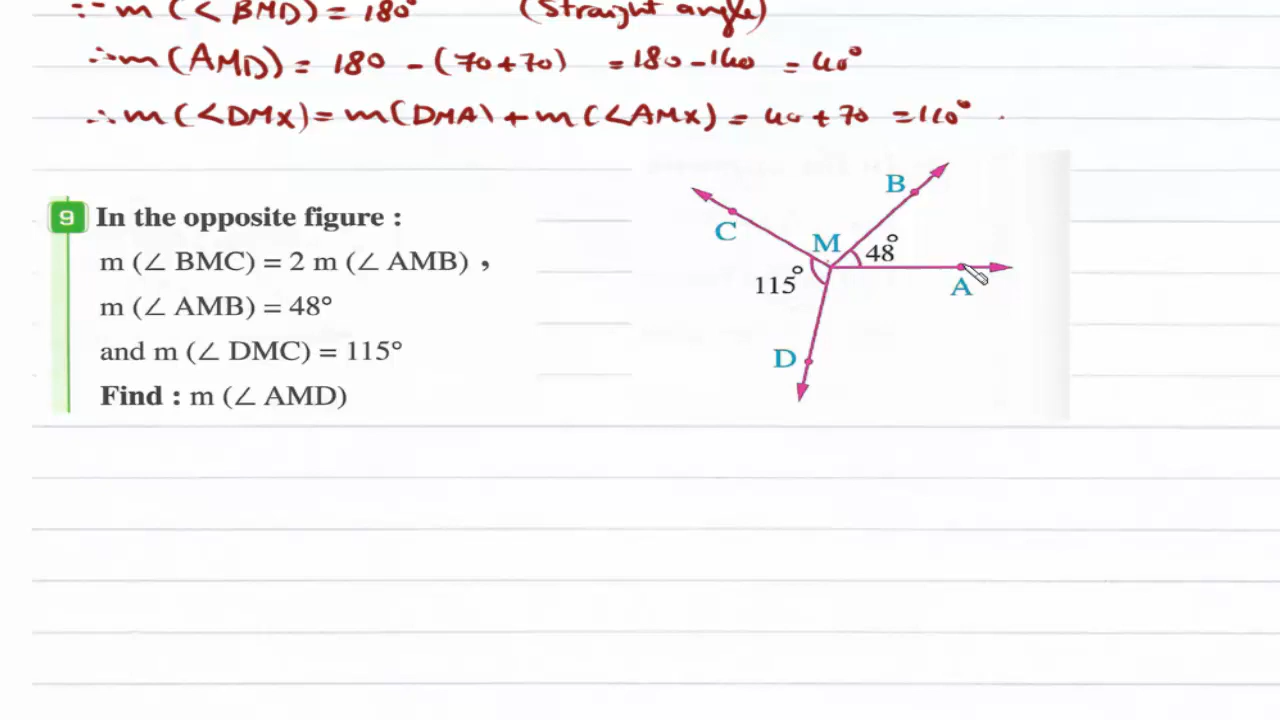 ∵ m (∠ BMD) = 180° (Straight angle)
∴ m (AMD) = 180 - (70+70) = 180-140 = 40°
∴ m (∠DMX) = m(DMA) + m(∠AMX) = 40 + 70 = 110°
9 In the opposite figure :
m (∠ BMC) = 2 m (∠ AMB) ,
m (∠ AMB) = 48°
and m (∠ DMC) = 115°
Find : m (∠ AMD)
B
C
M
48°
115°
A
D